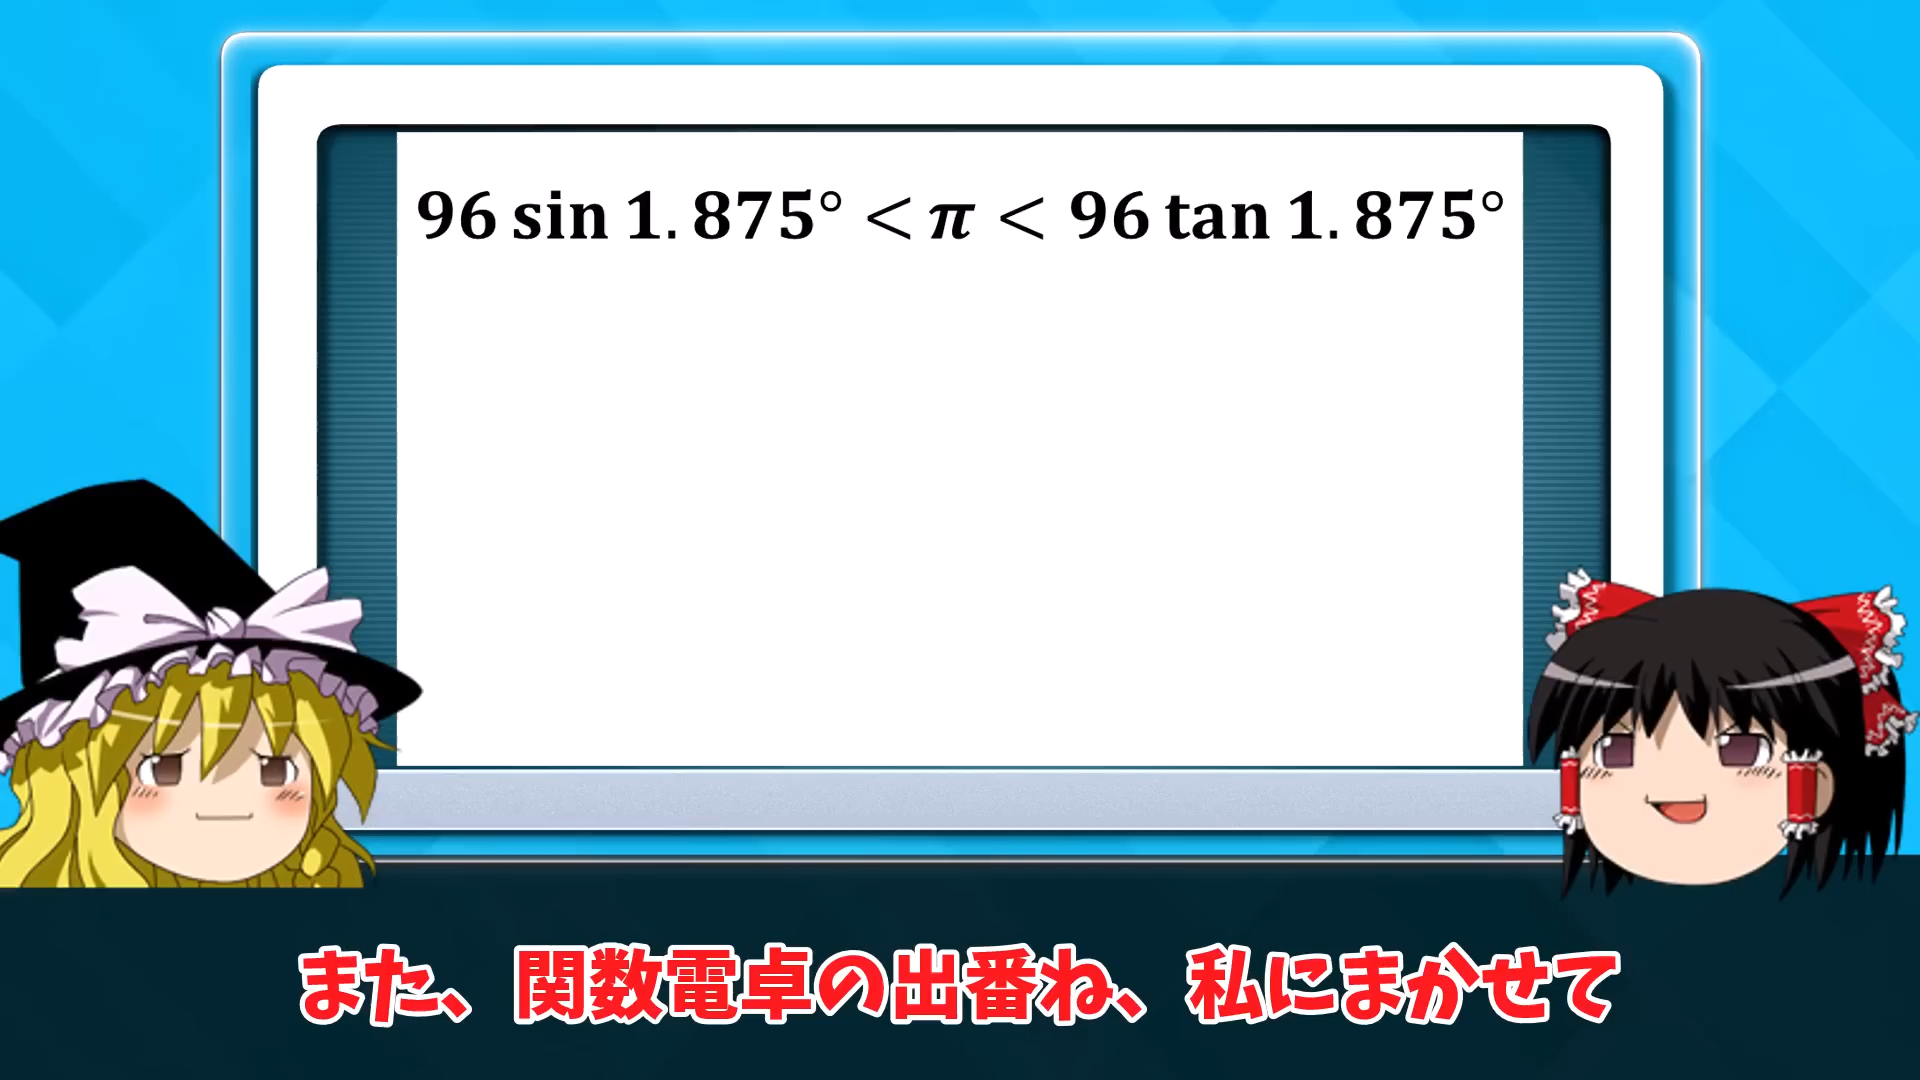 96 sin 1.875° < π < 96 tan 1.875°
また、関数電卓の出番ね、私にまかせて